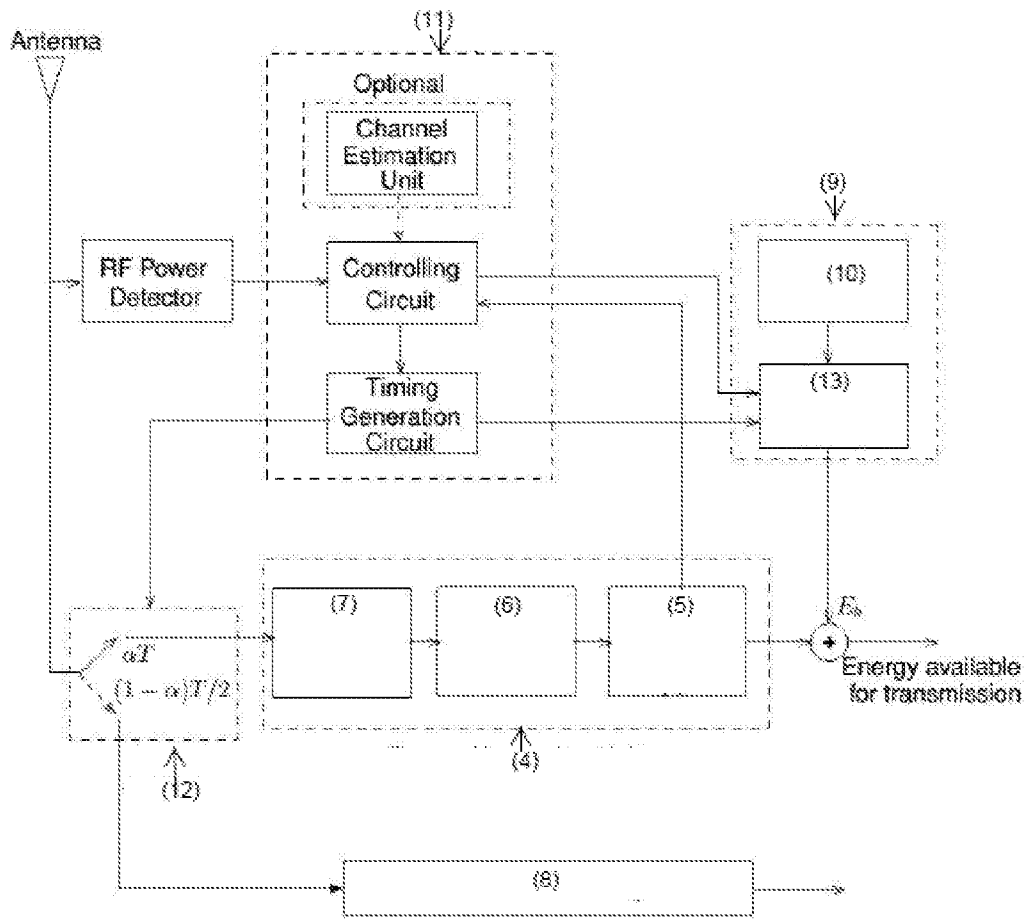 (11)
Antenna
Optional
Channel
Estimation
Unit
(9)
RF Power
Detector
Controlling
Circuit
(10)
(13)
Timing
Generation
Circuit
(7)
(6)
(5)
αT
(1 − α)T/2
Energy available
for transmission
(4)
(12)
(8)